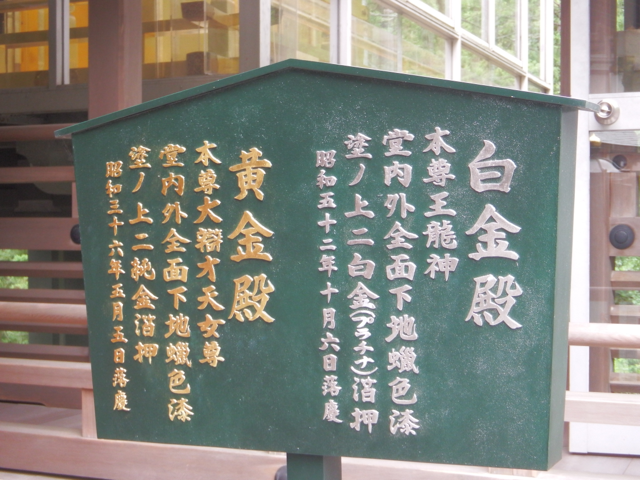 白金殿
本尊王龍神
堂内外全面下地蠟色漆
塗ノ上二白金(プラチナ)箔押
昭和五十二年十月六日落慶
黄金殿
本尊大辯才天女尊
堂内外全面下地蠟色漆
塗ノ上二純金箔押
昭和三十六年五月五日落慶